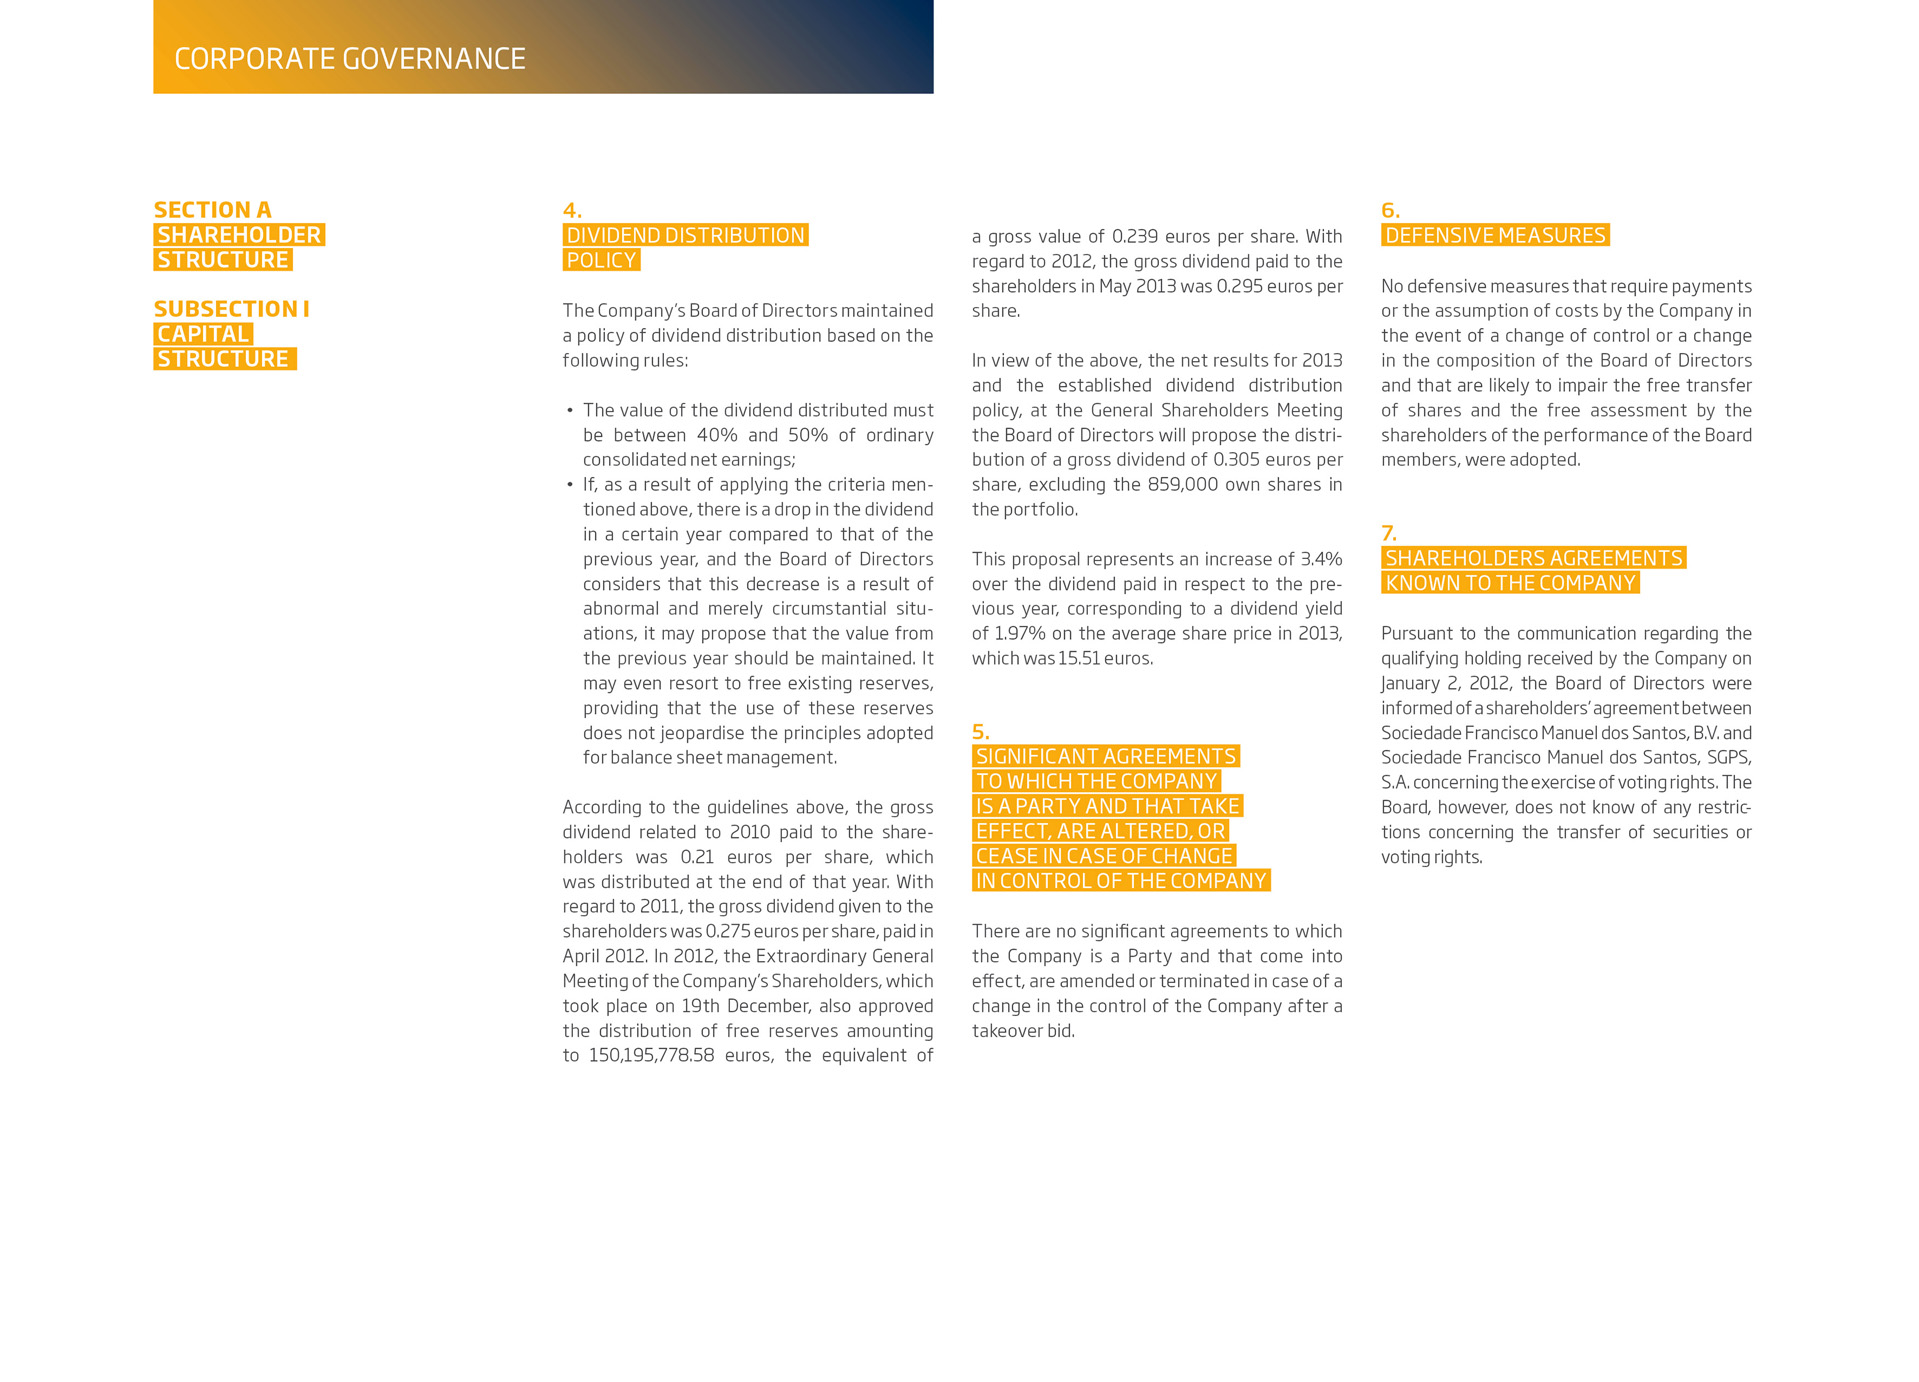 CORPORATE GOVERNANCE
SECTION A
SHAREHOLDER
STRUCTURE
SUBSECTION I
CAPITAL
STRUCTURE
4.
DIVIDEND DISTRIBUTION
POLICY
The Company's Board of Directors maintained
a policy of dividend distribution based on the
following rules:
• The value of the dividend distributed must
be between 40% and 50% of ordinary
consolidated net earnings;
• If, as a result of applying the criteria men-
tioned above, there is a drop in the dividend
in a certain year compared to that of the
previous year, and the Board of Directors
considers that this decrease is a result of
abnormal and merely circumstantial situ-
ations, it may propose that the value from
the previous year should be maintained. It
may even resort to free existing reserves,
providing that the use of these reserves
does not jeopardise the principles adopted
for balance sheet management.
According to the guidelines above, the gross
dividend related to 2010 paid to the share-
holders was 0.21 euros per share, which
was distributed at the end of that year. With
regard to 2011, the gross dividend given to the
shareholders was 0.275 euros per share, paid in
April 2012. In 2012, the Extraordinary General
Meeting of the Company's Shareholders, which
took place on 19th December, also approved
the distribution of free reserves amounting
to 150,195,778.58 euros, the equivalent of
a gross value of 0.239 euros per share. With
regard to 2012, the gross dividend paid to the
shareholders in May 2013 was 0.295 euros per
share.
In view of the above, the net results for 2013
and the established dividend distribution
policy, at the General Shareholders Meeting
the Board of Directors will propose the distri-
bution of a gross dividend of 0.305 euros per
share, excluding the 859,000 own shares in
the portfolio.
This proposal represents an increase of 3.4%
over the dividend paid in respect to the pre-
vious year, corresponding to a dividend yield
of 1.97% on the average share price in 2013,
which was 15.51 euros.
5.
SIGNIFICANT AGREEMENTS
TO WHICH THE COMPANY
IS A PARTY AND THAT TAKE
EFFECT, ARE ALTERED, OR
CEASE IN CASE OF CHANGE
IN CONTROL OF THE COMPANY
There are no significant agreements to which
the Company is a Party and that come into
effect, are amended or terminated in case of a
change in the control of the Company after a
takeover bid.
6.
DEFENSIVE MEASURES
No defensive measures that require payments
or the assumption of costs by the Company in
the event of a change of control or a change
in the composition of the Board of Directors
and that are likely to impair the free transfer
of shares and the free assessment by the
shareholders of the performance of the Board
members, were adopted.
7.
SHAREHOLDERS AGREEMENTS
KNOWN TO THE COMPANY
Pursuant to the communication regarding the
qualifying holding received by the Company on
January 2, 2012, the Board of Directors were
informed of a shareholders' agreement between
Sociedade Francisco Manuel dos Santos, B.V. and
Sociedade Francisco Manuel dos Santos, SGPS,
S.A. concerning the exercise of voting rights. The
Board, however, does not know of any restric-
tions concerning the transfer of securities or
voting rights.